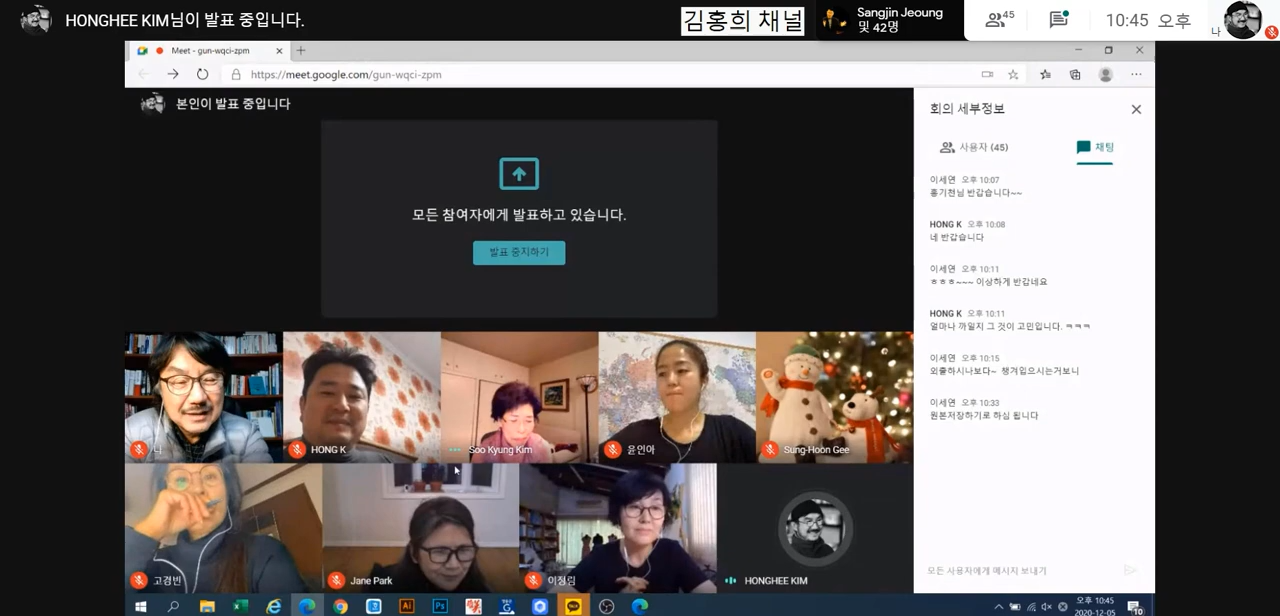 HONGHEE KIM님이 발표 중입니다.
김홍희 채널
Sangjin Jeoung
및 42명
45
10:45 오후
나
Meet - gun-wqci-zpm
https://meet.google.com/gun-wqci-zpm
본인이 발표 중입니다
모든 참여자에게 발표하고 있습니다.
발표 중지하기
회의 세부정보
사용자 (45)
채팅
이세연 오후 10:07
홍기천님 반갑습니다~~
HONG K 오후 10:08
네 반갑습니다
이세연 오후 10:11
ㅎㅎㅎ~~~ 이상하게 반갑네요
HONG K 오후 10:11
얼마나 까일지 그 것이 고민입니다. ㅋㅋㅋ
이세연 오후 10:15
외출하시나보다~ 챙겨입으시는거보니
이세연 오후 10:33
원본저장하기로 하심 됩니다
모든 사용자에게 메시지 보내기
나
HONG K
Soo Kyung Kim
윤인아
Sung-Hoon Gee
고경빈
Jane Park
이정림
HONGHEE KIM
오후 10:45
2020-12-05